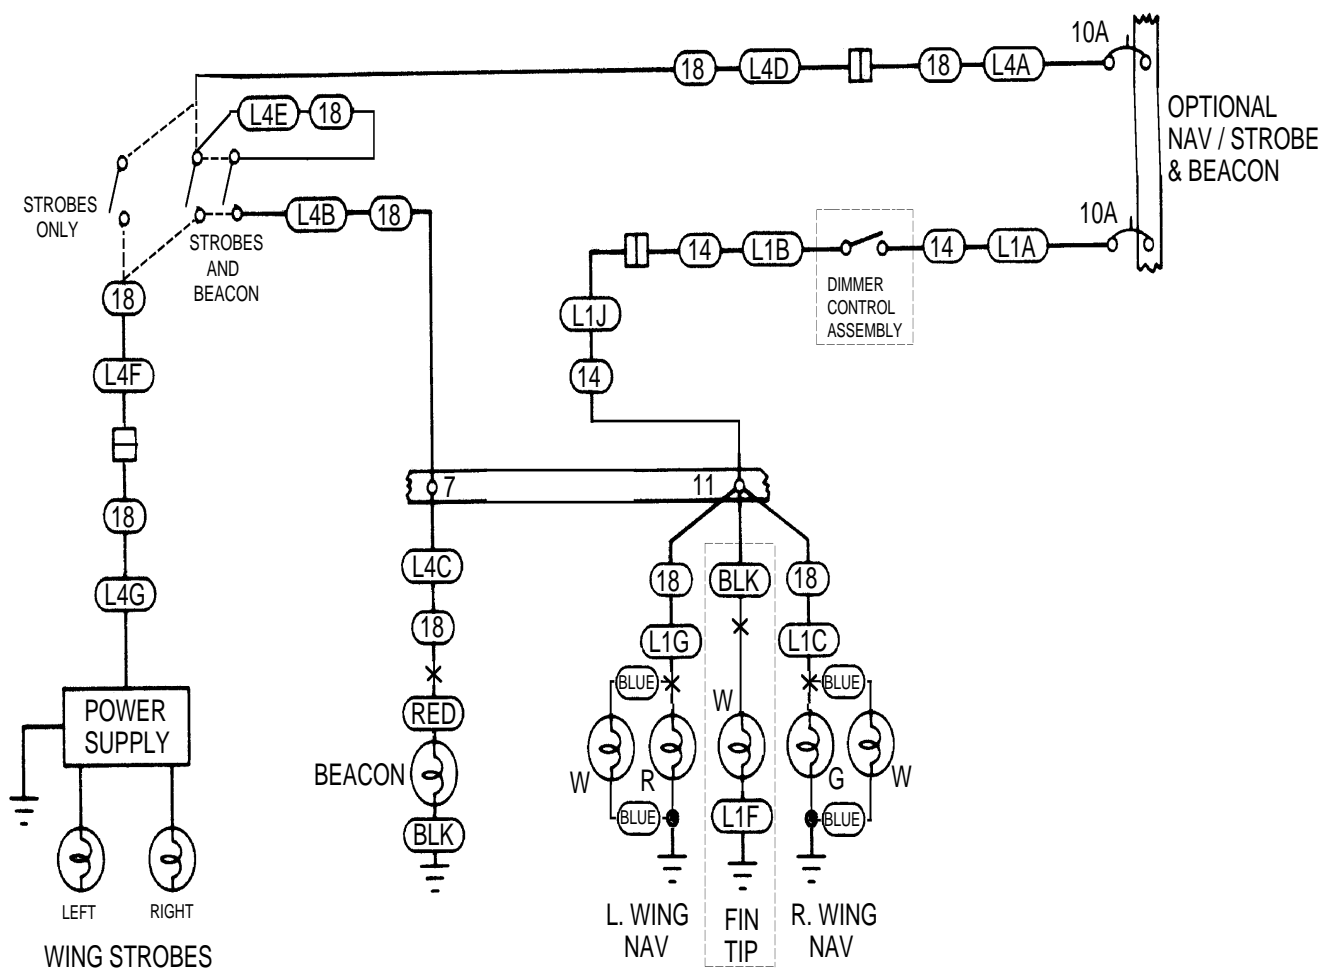 10A
18
L4D
18
L4A
OPTIONAL
NAV / STROBE
& BEACON
L4E
18
STROBES
ONLY
L4B
18
STROBES
AND
BEACON
10A
14
L1B
14
L1A
DIMMER
CONTROL
ASSEMBLY
18
L1J
L4F
14
7
11
18
L4C
18
BLK
18
L4G
18
L1G
L1C
BLUE
BLUE
POWER
SUPPLY
RED
W
BEACON
W
R
G
W
BLK
BLUE
L1F
BLUE
LEFT
RIGHT
WING STROBES
L. WING
NAV
FIN
TIP
R. WING
NAV